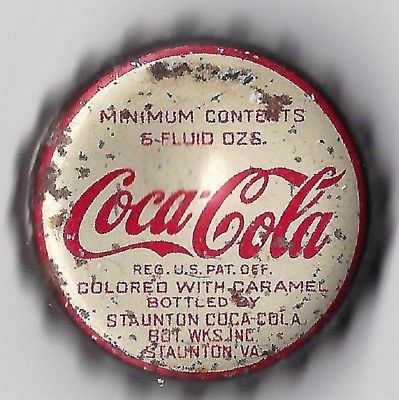 MINIMUM CONTENTS
6-FLUID OZS.
Coca-Cola
REG. U.S. PAT. OFF.
COLORED WITH CARAMEL
BOTTLED BY
STAUNTON COCA-COLA
BOT. WKS. INC.
STAUNTON, VA.